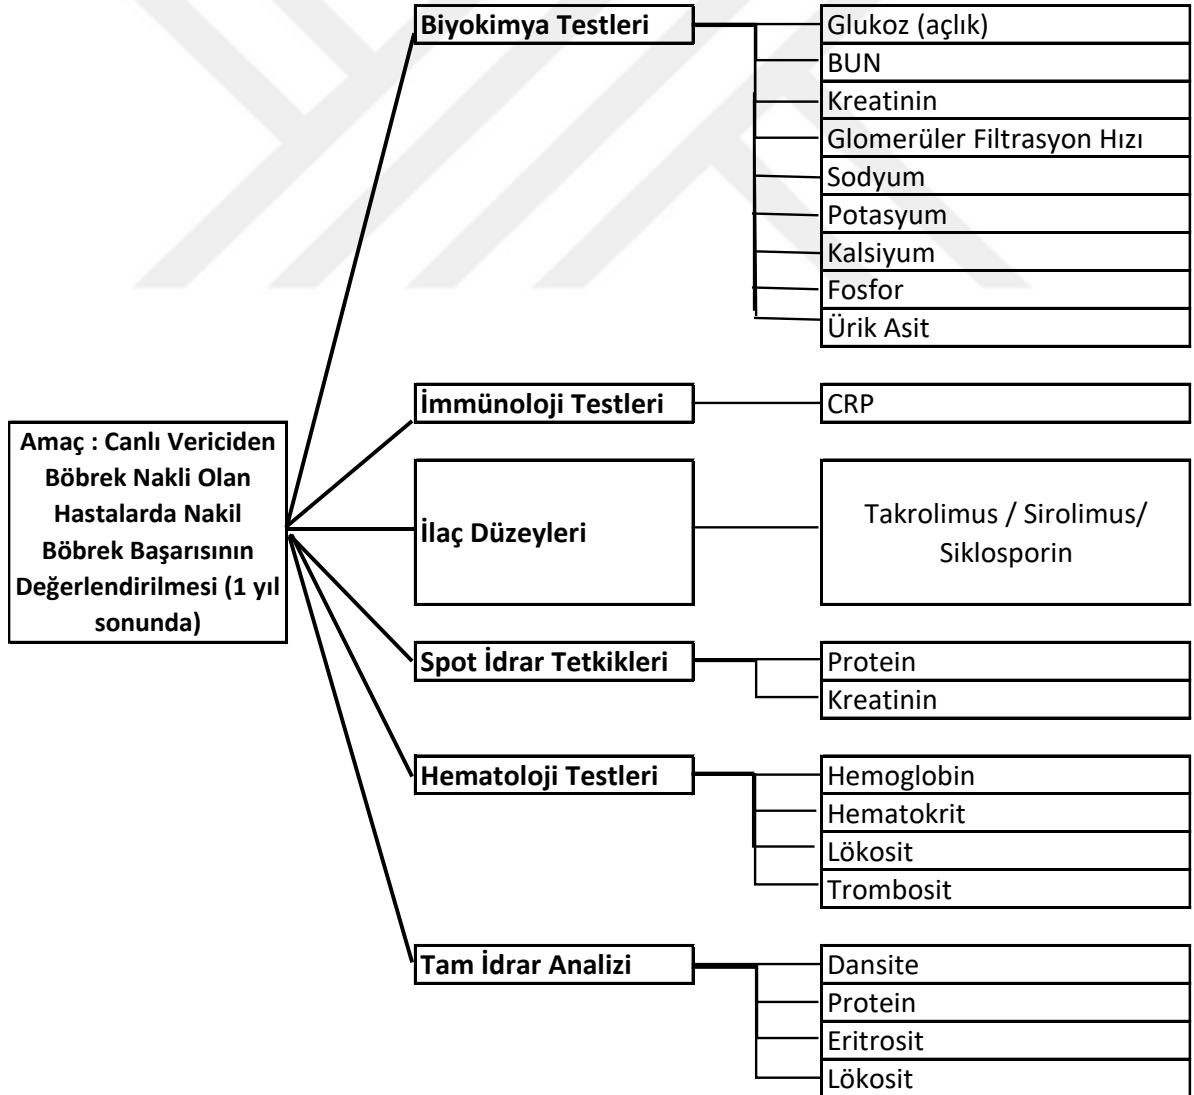 Amaç : Canlı Vericiden
Böbrek Nakli Olan
Hastalarda Nakil
Böbrek Başarısının
Değerlendirilmesi (1 yıl
sonunda)
Biyokimya Testleri
Glukoz (açlık)
BUN
Kreatinin
Glomerüler Filtrasyon Hızı
Sodyum
Potasyum
Kalsiyum
Fosfor
Ürik Asit
İmmünoloji Testleri
CRP
İlaç Düzeyleri
Takrolimus / Sirolimus/
Siklosporin
Spot İdrar Tetkikleri
Protein
Kreatinin
Hematoloji Testleri
Hemoglobin
Hematokrit
Lökosit
Trombosit
Tam İdrar Analizi
Dansite
Protein
Eritrosit
Lökosit